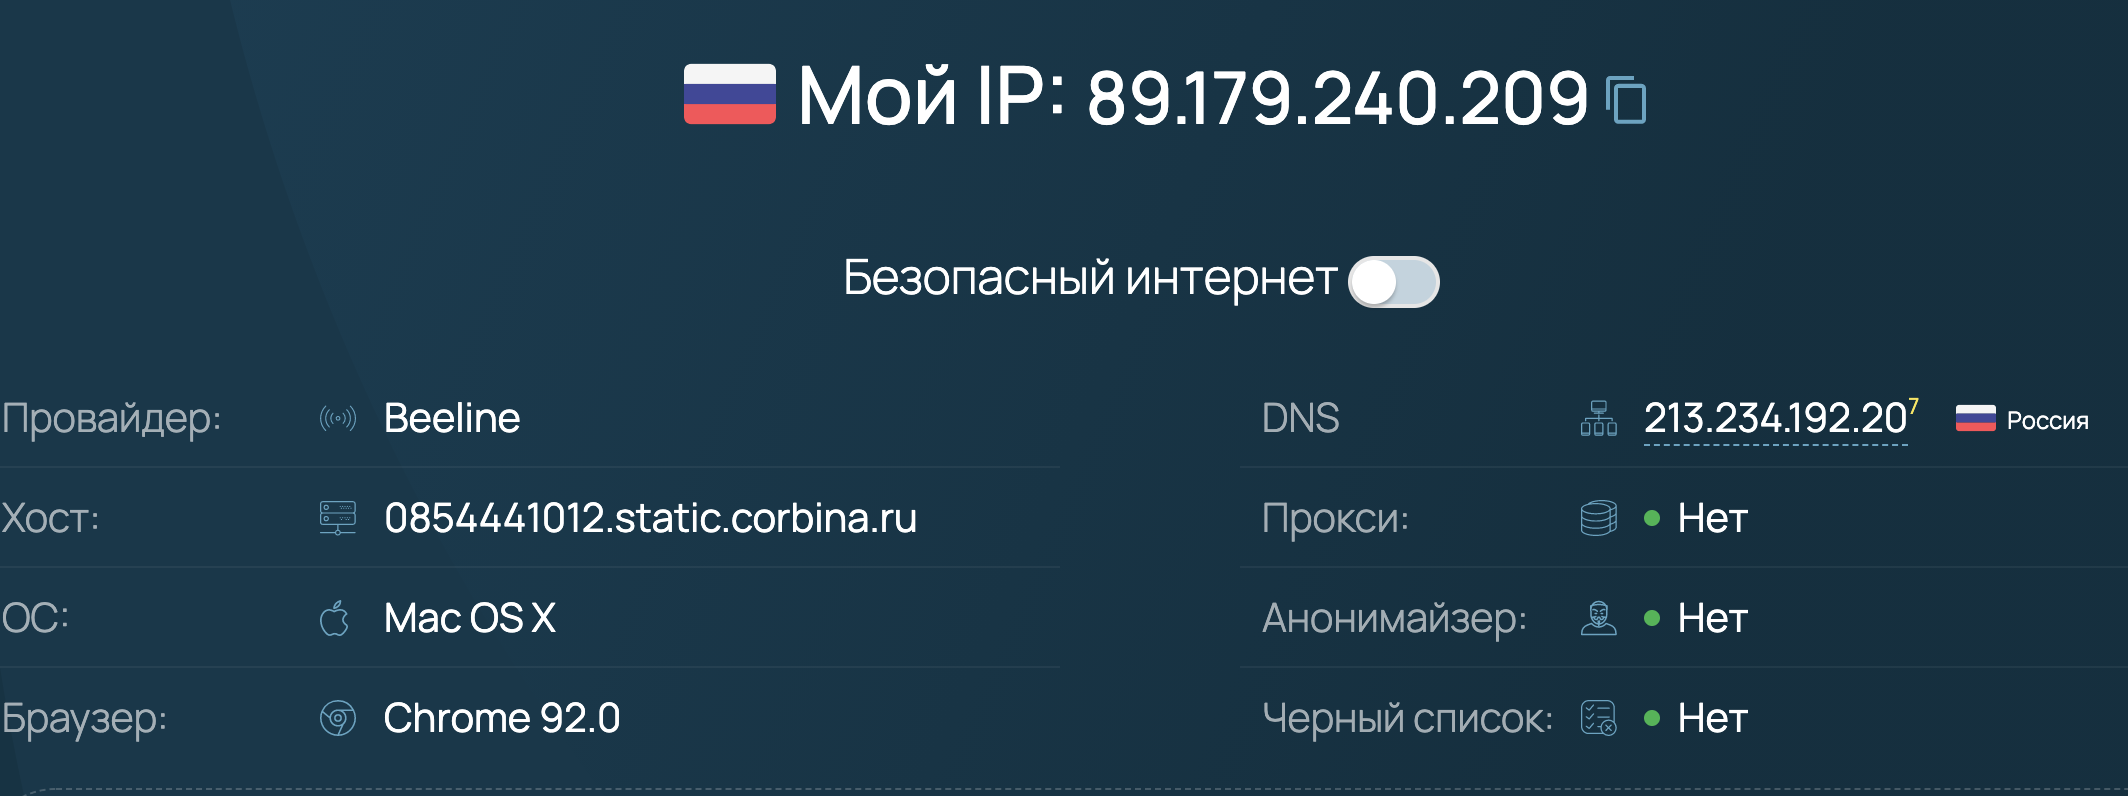 Мой IP: 89.179.240.209
Безопасный интернет
Провайдер: Beeline
Хост: 0854441012.static.corbina.ru
ОС: Mac OS X
Браузер: Chrome 92.0
DNS 213.234.192.20 7 Россия
Прокси: Нет
Анонимайзер: Нет
Черный список: Нет